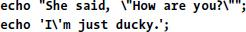 echo "She said, \"How are you?\"";
echo 'I\'m just ducky.';